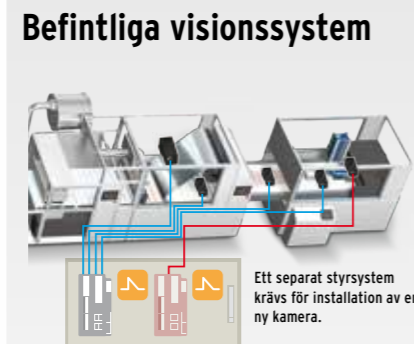 Befintliga visionssystem
Ett separat styrsystem
krävs för installation av en
ny kamera.